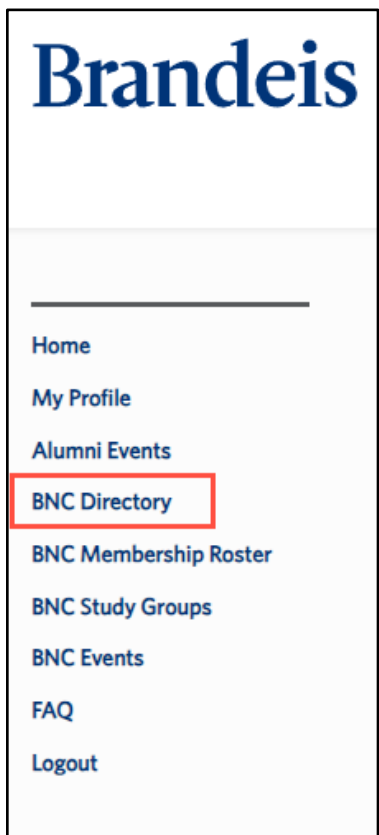 Brandeis
Home
My Profile
Alumni Events
BNC Directory
BNC Membership Roster
BNC Study Groups
BNC Events
FAQ
Logout